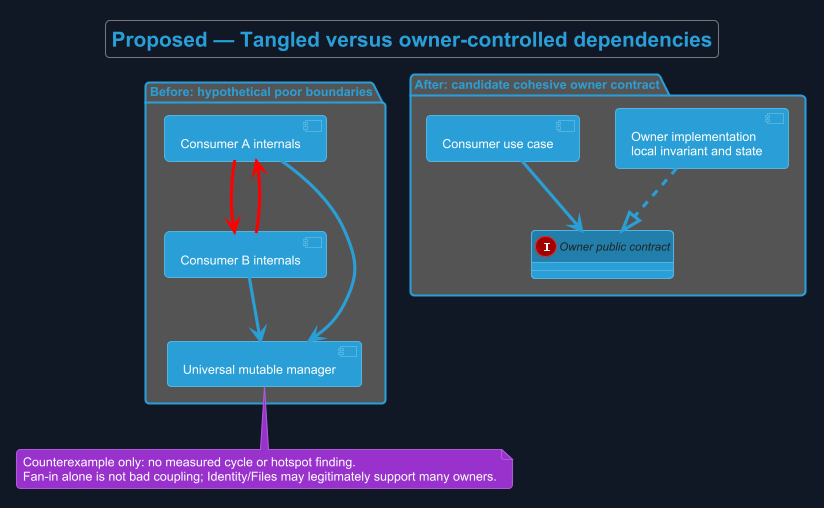 Proposed — Tangled versus owner-controlled dependencies
Before: hypothetical poor boundaries
Consumer A internals
Consumer B internals
Universal mutable manager
After: candidate cohesive owner contract
Consumer use case
Owner implementation
local invariant and state
I
Owner public contract
Counterexample only: no measured cycle or hotspot finding.
Fan-in alone is not bad coupling; Identity/Files may legitimately support many owners.